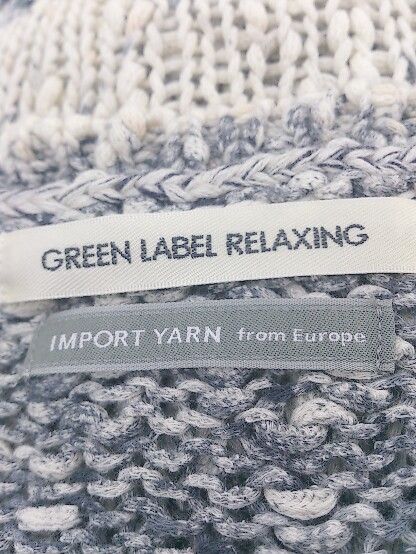 GREEN LABEL RELAXING
IMPORT YARN from Europe